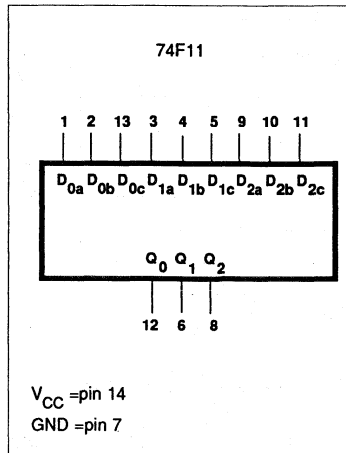 74F11
1 2 13 3 4 5 9 10 11
D0a D0b D0c D1a D1b D1c D2a D2b D2c
Q0 Q1 Q2
12 6 8
VCC =pin 14
GND =pin 7